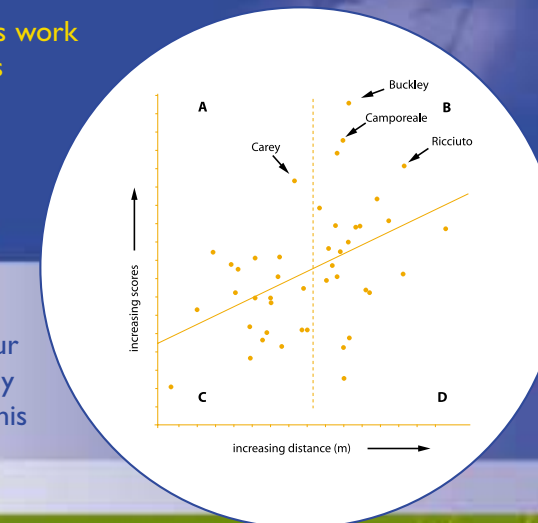 s work
s
ur
y
his
A
Buckley
B
Camporeale
Carey
Ricciuto
increasing scores
C
D
increasing distance (m)